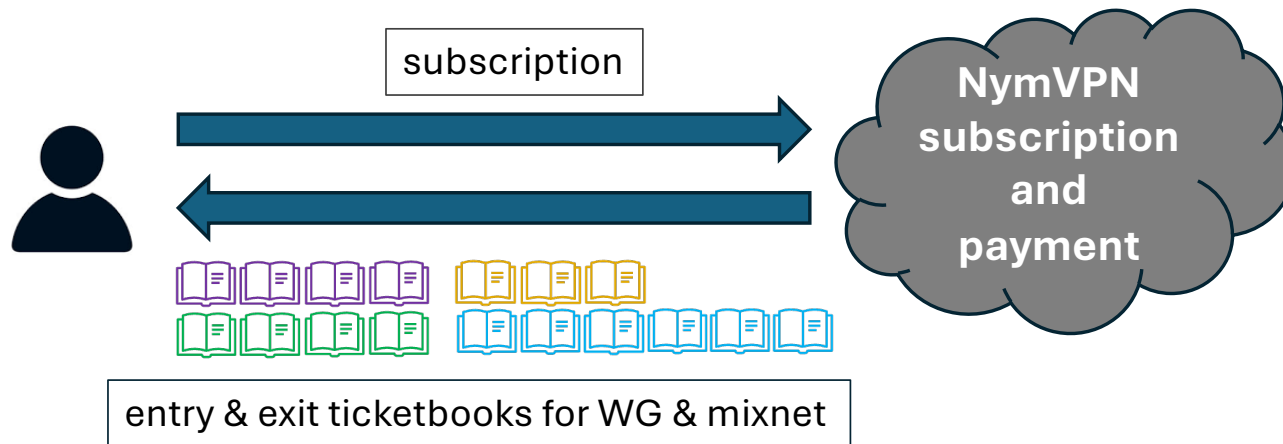 subscription
NymVPN
subscription
and
payment
entry & exit ticketbooks for WG & mixnet